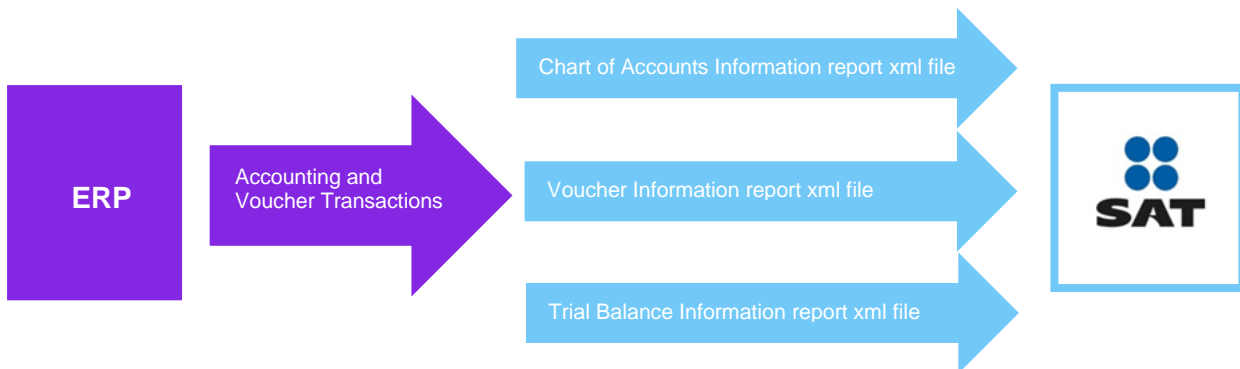 Chart of Accounts Information report xml file
ERP
Accounting and
Voucher Transactions
Voucher Information report xml file
SAT
Trial Balance Information report xml file